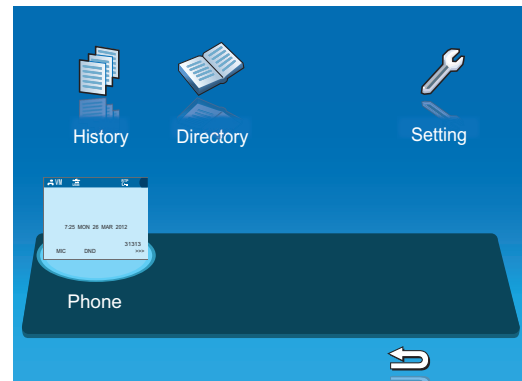 History Directory Setting
VM
7:25 MON 26 MAR 2012
31313
MIC DND >>>
Phone